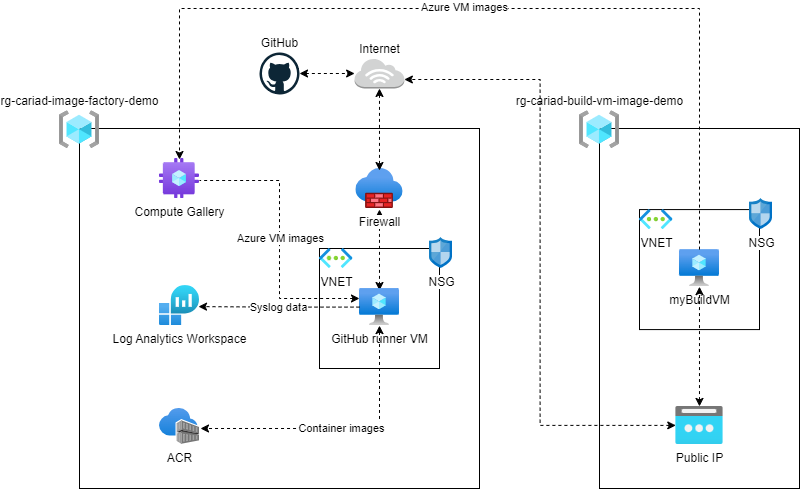 Azure VM images
GitHub
Internet
rg-cariad-image-factory-demo
rg-cariad-build-vm-image-demo
Compute Gallery
Firewall
Azure VM images
VNET
NSG
VNET
NSG
Syslog data
myBuildVM
Log Analytics Workspace
GitHub runner VM
Container images
ACR
Public IP